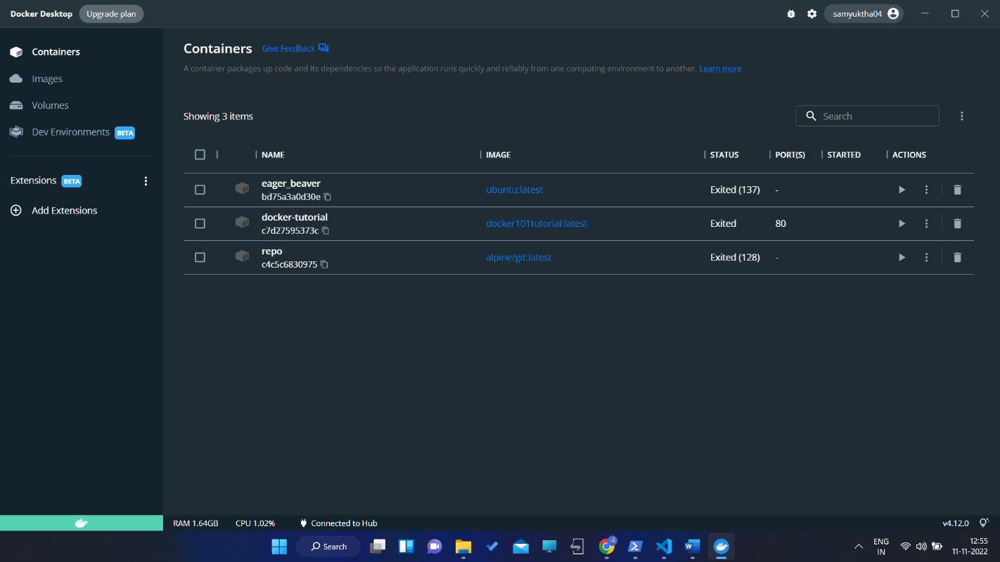 Docker Desktop Upgrade plan samyuktha04
Containers
Images
Volumes
Dev Environments BETA
Extensions BETA
Add Extensions
Containers Give Feedback
A container packages up code and its dependencies so the application runs quickly and reliably from one computing environment to another. Learn more
Showing 3 items Search
NAME IMAGE STATUS PORT(S) STARTED ACTIONS
eager_beaver
bd75a3a0d30e ubuntu:latest Exited (137) -
docker-tutorial
c7d27595373c docker101tutorial:latest Exited 80
repo
c4c5c6830975 alpine/git:latest Exited (128) -
RAM 1.64GB CPU 1.02% Connected to Hub v4.12.0
Search 4 W ENG 12:55
IN 11-11-2022